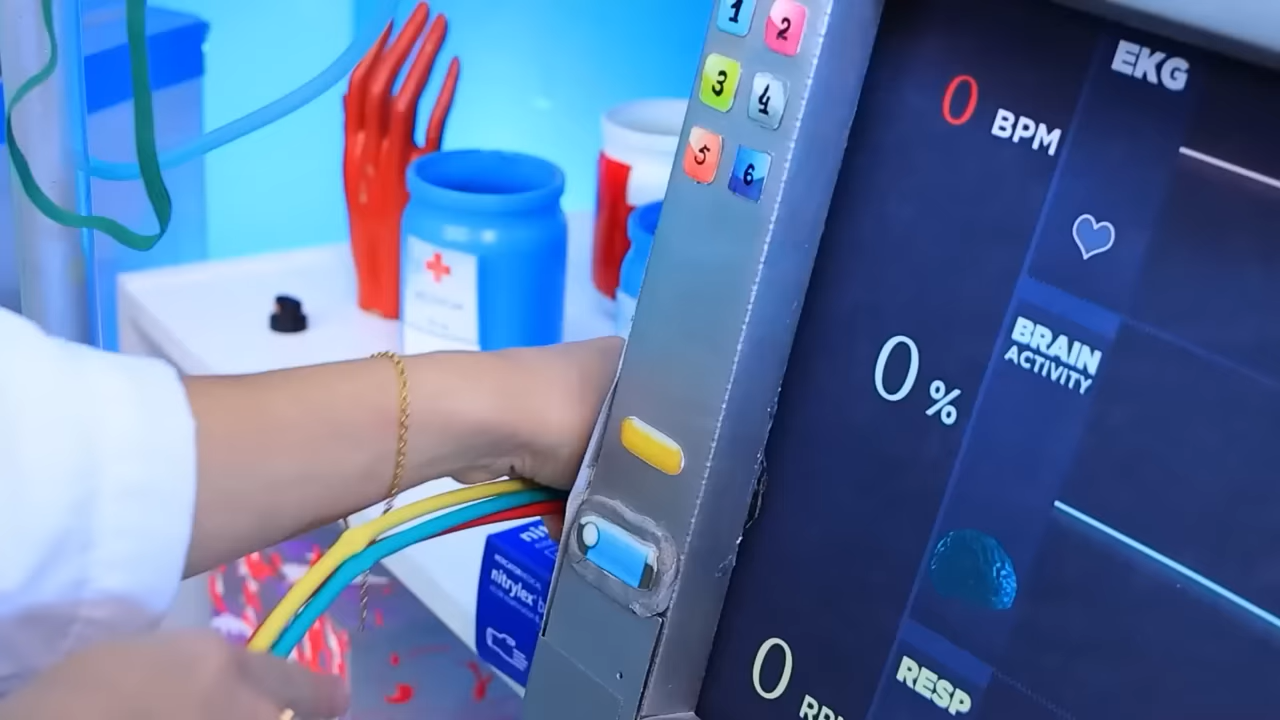 1
2
3
4
5
6
EKG
0 BPM
BRAIN
ACTIVITY
0 %
RESP
0
nitrylex